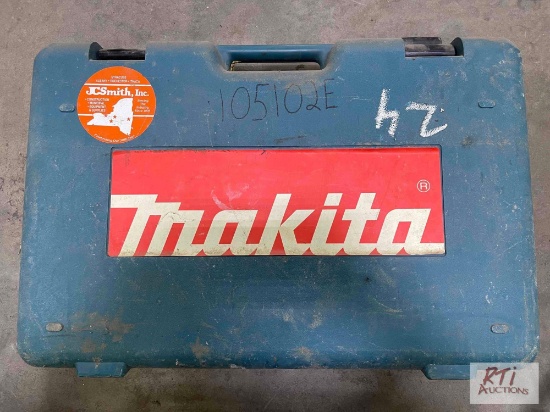 JCSmith, Inc.
105102E
24
makita ®
RTi
AUCTIONS